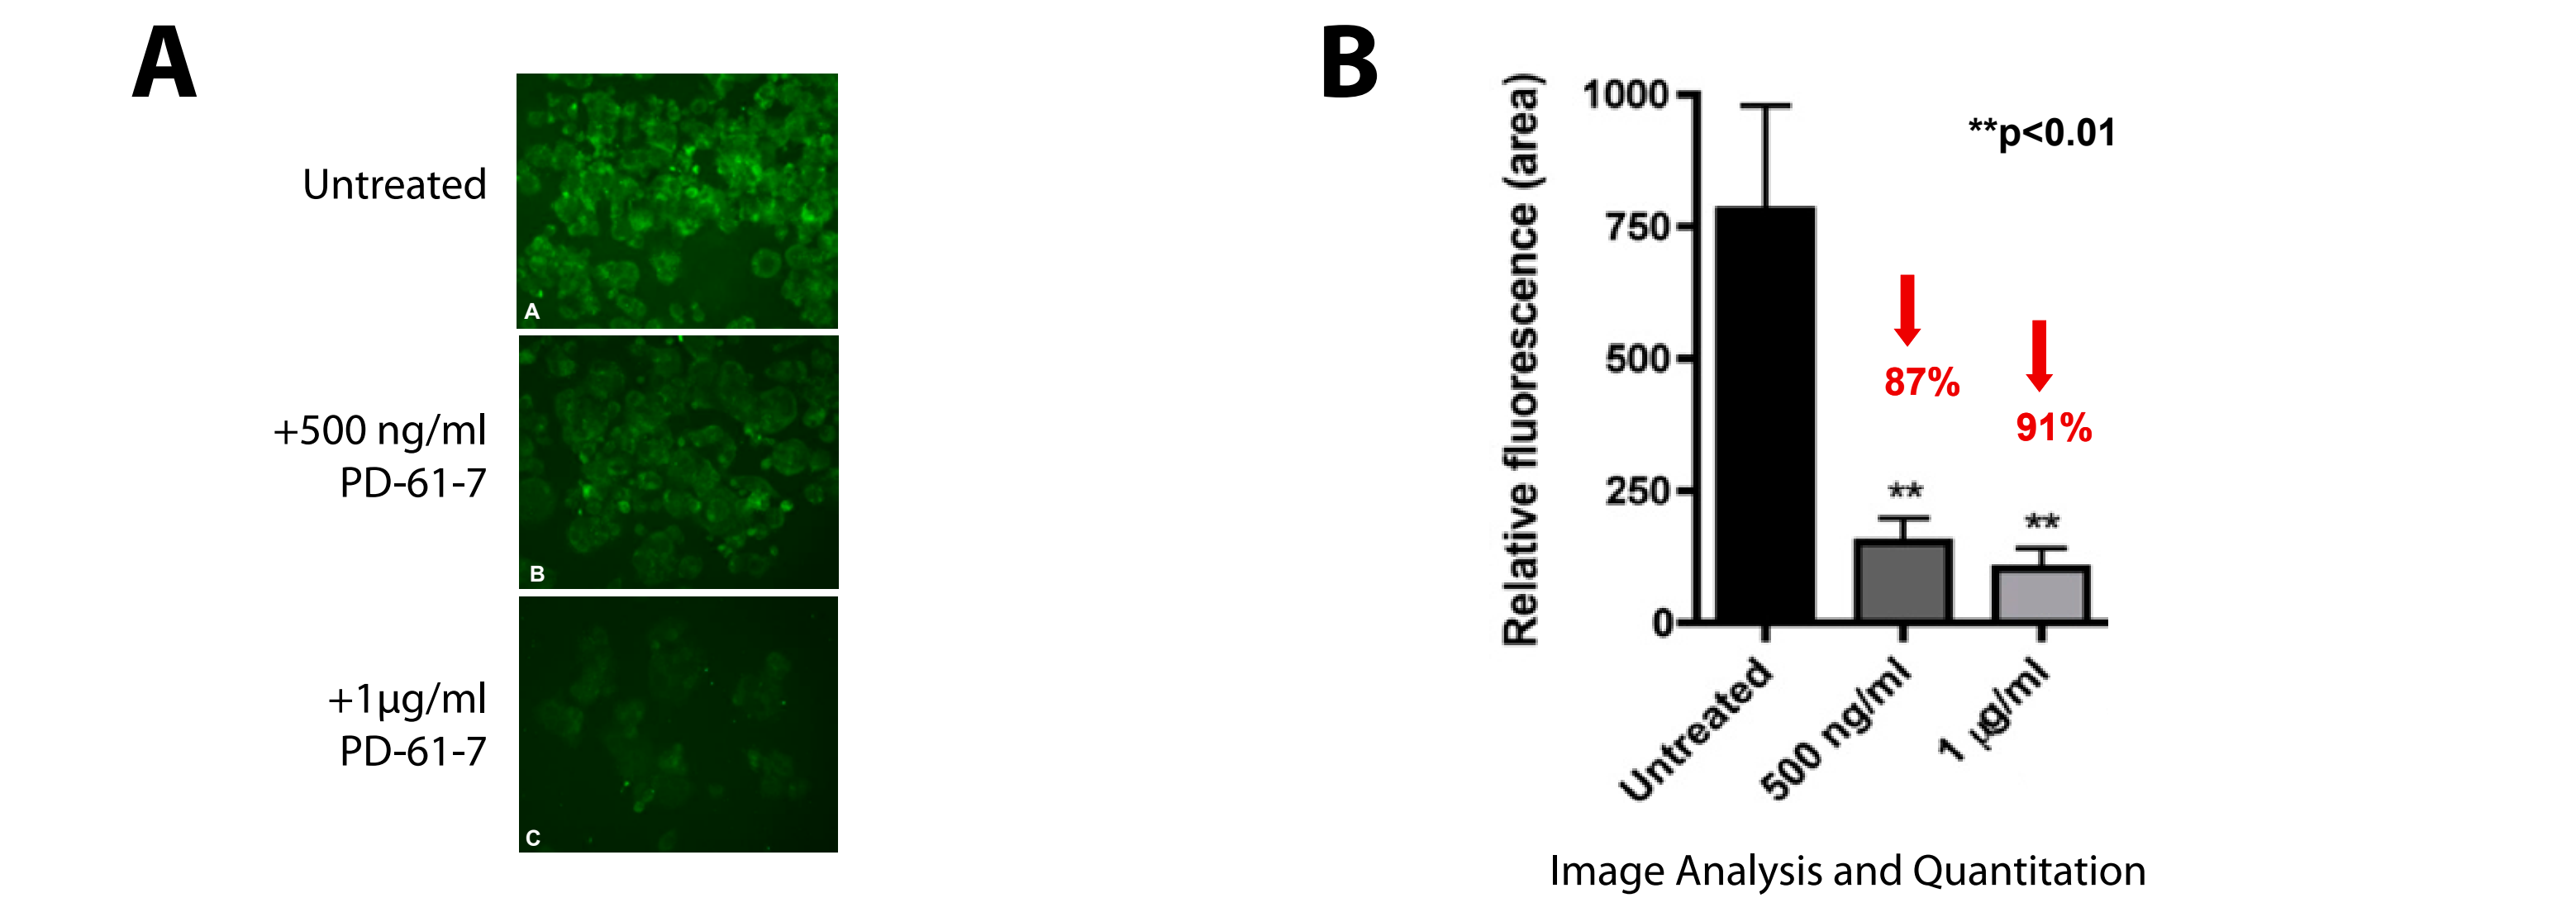 A
Untreated
A
+500 ng/ml
PD-61-7
B
+1µg/ml
PD-61-7
C
B
Relative fluorescence (area)
1000
750
500
250
0
**p<0.01
87%
91%
**
**
Untreated
500 ng/ml
1 µg/ml
Image Analysis and Quantitation